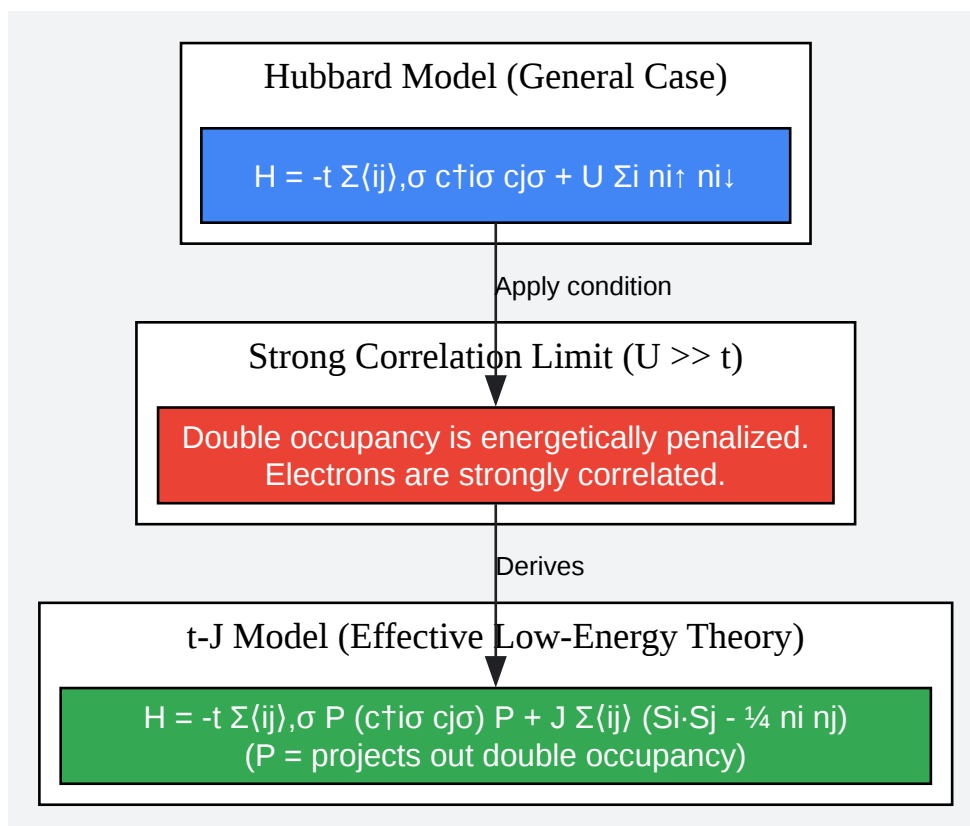 Hubbard Model (General Case)
H = -t Σ⟨ij⟩,σ c†iσ cjσ + U Σi ni↑ ni↓
Apply condition
Strong Correlation Limit (U >> t)
Double occupancy is energetically penalized.
Electrons are strongly correlated.
Derives
t-J Model (Effective Low-Energy Theory)
H = -t Σ⟨ij⟩,σ P (c†iσ cjσ) P + J Σ⟨ij⟩ (Si·Sj - ¼ ni nj)
(P = projects out double occupancy)